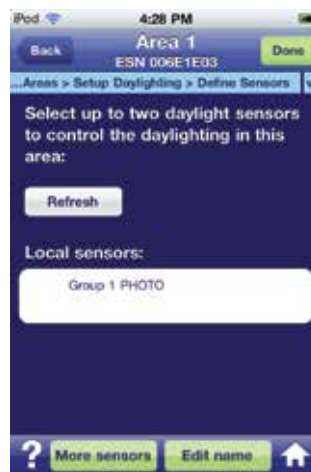 iPod 4:28 PM
Back Area 1 Done
ESN 006E1E03
...Areas > Setup Daylighting > Define Sensors
Select up to two daylight sensors
to control the daylighting in this
area:
Refresh
Local sensors:
Group 1 PHOTO
? More sensors Edit name